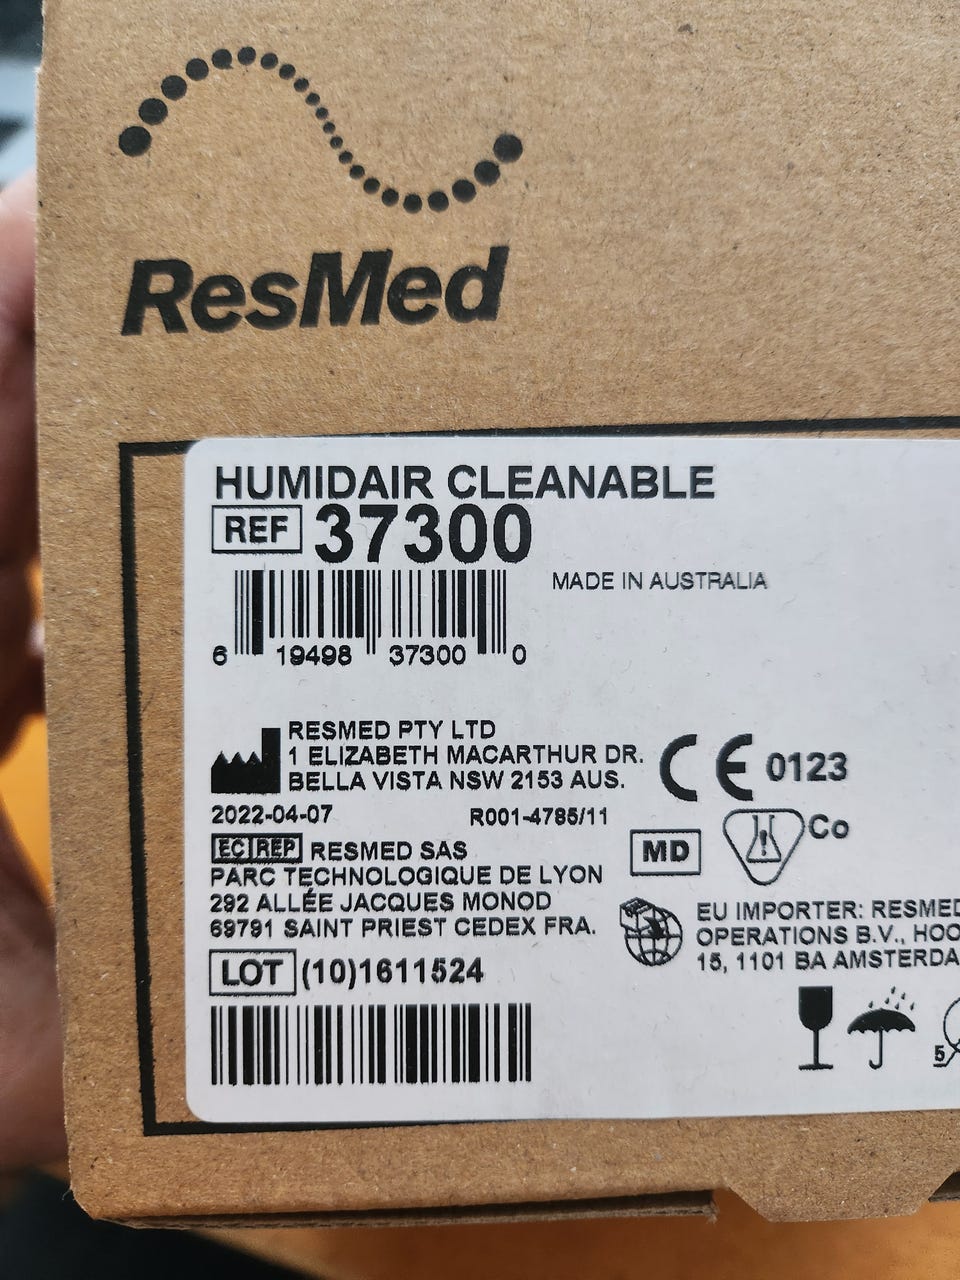 ResMed
HUMIDAIR CLEANABLE
REF 37300
MADE IN AUSTRALIA
6 19498 37300 0
RESMED PTY LTD
1 ELIZABETH MACARTHUR DR.
BELLA VISTA NSW 2153 AUS.
CE 0123
2022-04-07 R001-4785/11
MD
Co
EC REP RESMED SAS
PARC TECHNOLOGIQUE DE LYON
292 ALLÉE JACQUES MONOD
69791 SAINT PRIEST CEDEX FRA.
EU IMPORTER: RESMED
OPERATIONS B.V., HOO
15, 1101 BA AMSTERDA
LOT (10)1611524
5